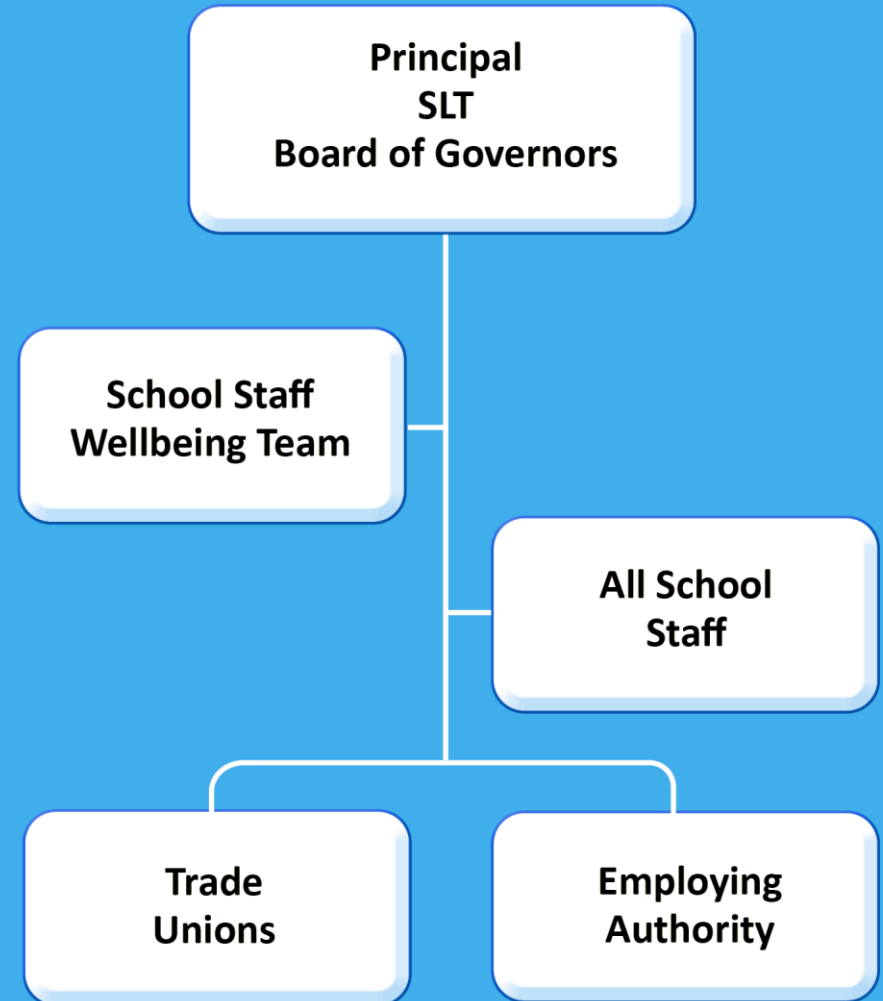 Principal
SLT
Board of Governors
School Staff
Wellbeing Team
All School
Staff
Trade
Unions
Employing
Authority